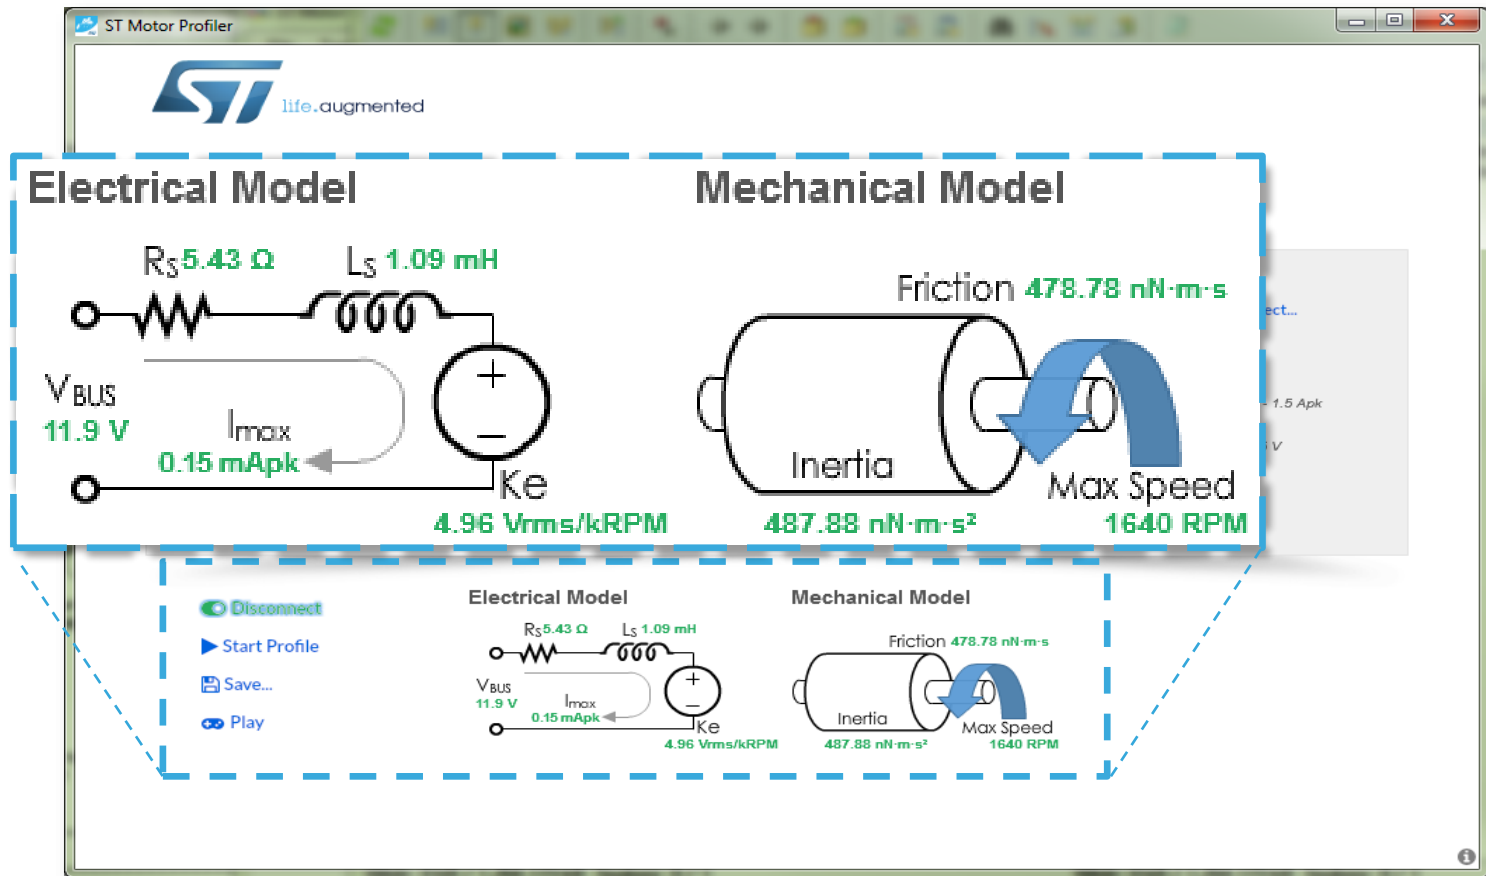 ST Motor Profiler
ST
life.augmented
Electrical Model
Mechanical Model
Rs 5.43 Ω
Ls 1.09 mH
Friction 478.78 nN·m·s
ect...
VBUS
11.9 V
Imax
0.15 mApk
- 1.5 Apk
V
Inertia
Ke
Max Speed
4.96 Vrms/kRPM
487.88 nN·m·s²
1640 RPM
Disconnect
Start Profile
Save...
Play
Electrical Model
Mechanical Model
Rs 5.43 Ω
Ls 1.09 mH
Friction 478.78 nN·m·s
VBUS
11.9 V
Imax
0.15 mApk
Ke
4.96 Vrms/kRPM
Inertia
487.88 nN·m·s²
Max Speed
1640 RPM